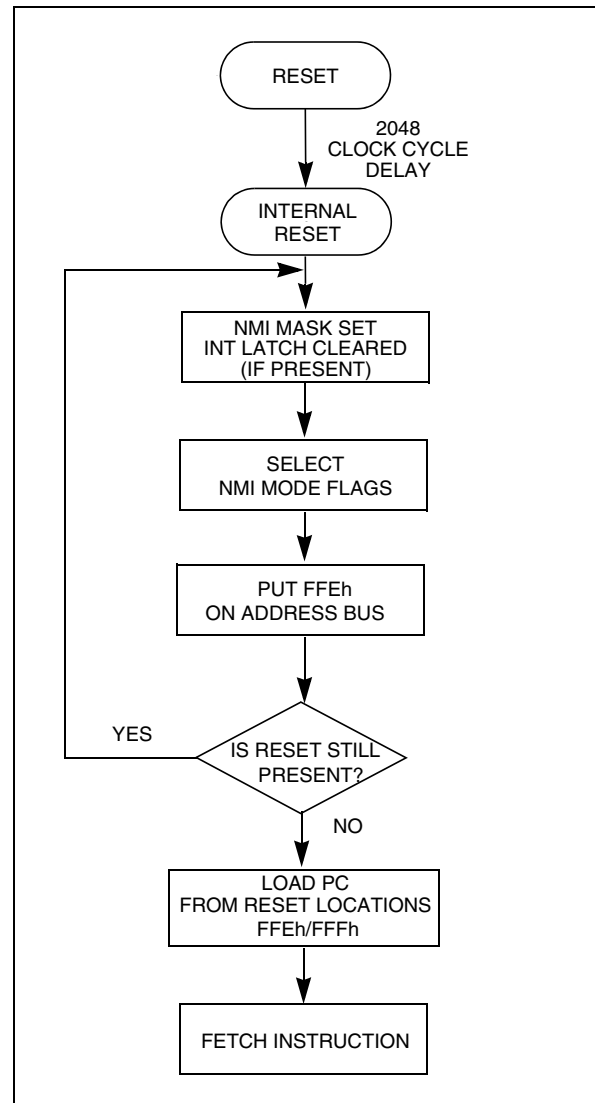 RESET
2048
CLOCK CYCLE
DELAY
INTERNAL
RESET
NMI MASK SET
INT LATCH CLEARED
(IF PRESENT)
SELECT
NMI MODE FLAGS
PUT FFEh
ON ADDRESS BUS
YES
IS RESET STILL
PRESENT?
NO
LOAD PC
FROM RESET LOCATIONS
FFEh/FFFh
FETCH INSTRUCTION